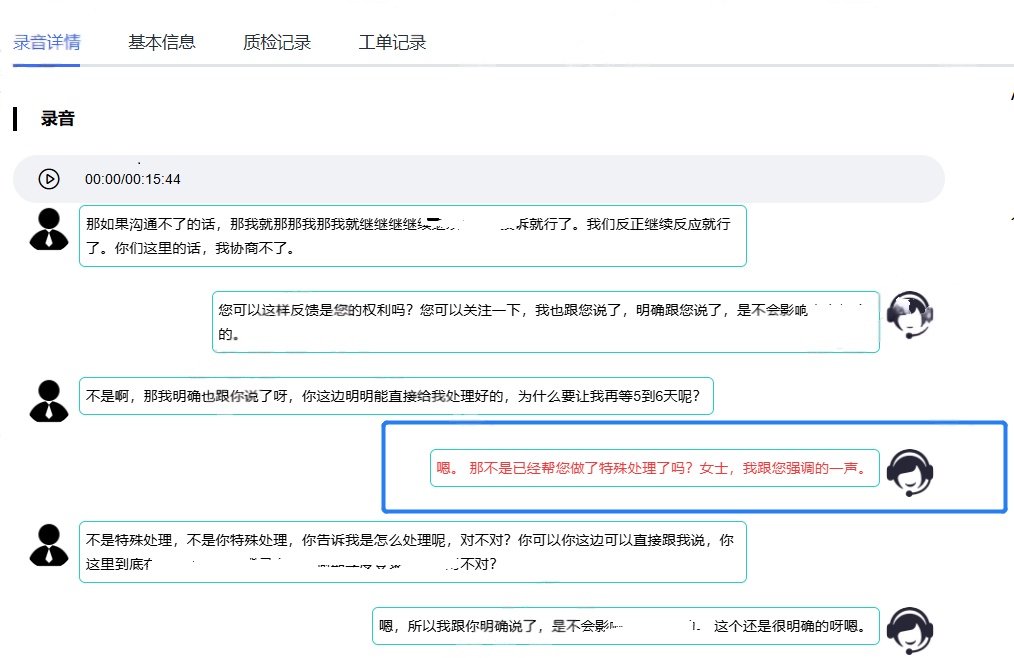 录音详情 基本信息 质检记录 工单记录
录音
00:00/00:15:44
那如果沟通不了的话，那我就那那我那我就继继继继续 诉就行了。我们反正继续反应就行
了。你们这里的话，我协商不了。
您可以这样反馈是您的权利吗？您可以关注一下，我也跟您说了，明确跟您说了，是不会影响
的。
不是啊，那我明确也跟你说了呀，你这边明明能直接给我处理好的，为什么要让我再等5到6天呢？
嗯。 那不是已经帮您做了特殊处理了吗？女士，我跟您强调的一声。
不是特殊处理，不是你特殊处理，你告诉我是怎么处理呢，对不对？你可以你这边可以直接跟我说，你
这里到底在 不对？
嗯，所以我跟你明确说了，是不会影 这个还是很明确的呀嗯。